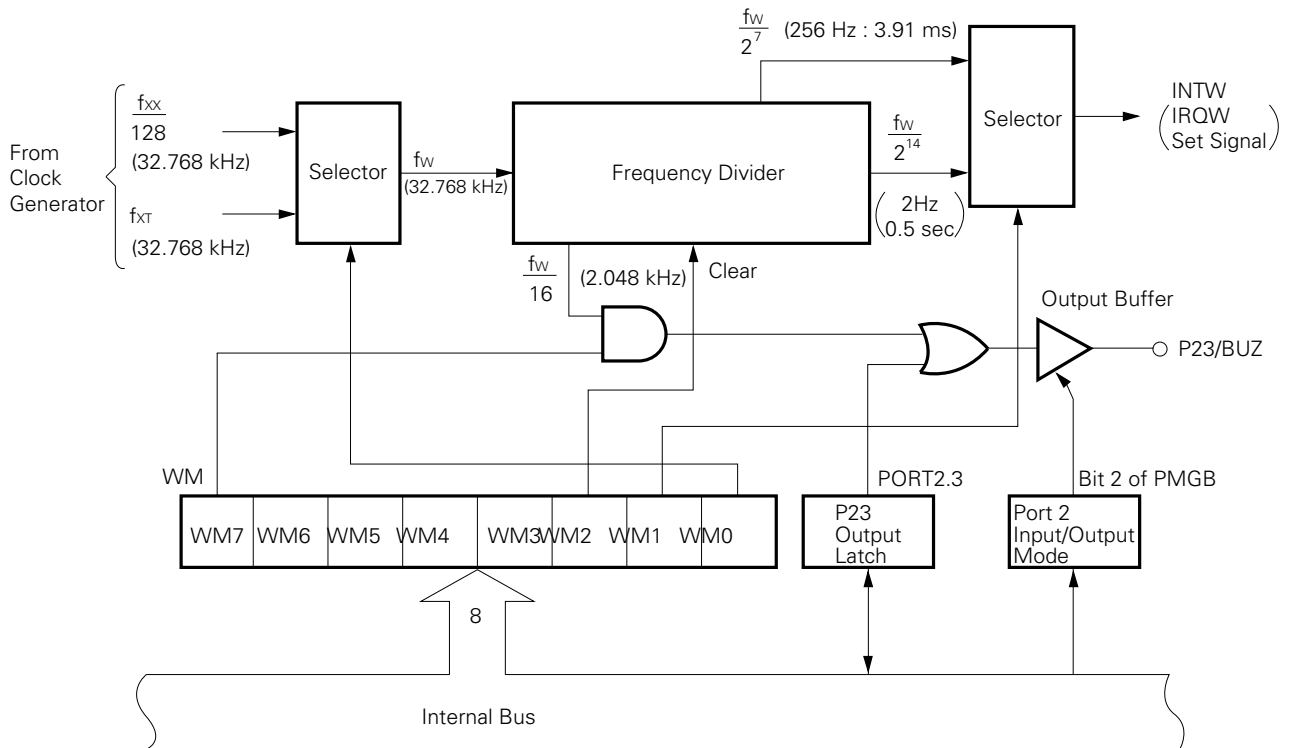 fW
2^7 (256 Hz : 3.91 ms)
From
Clock
Generator
fXX
128
(32.768 kHz)
fXT
(32.768 kHz)
Selector
fW
(32.768 kHz)
Frequency Divider
fW
2^14
(2Hz
0.5 sec)
Selector
INTW
(IRQW
Set Signal)
fW
16
(2.048 kHz)
Clear
Output Buffer
P23/BUZ
WM
WM7 WM6 WM5 WM4 WM3 WM2 WM1 WM0
PORT2.3
P23
Output
Latch
Bit 2 of PMGB
Port 2
Input/Output
Mode
8
Internal Bus